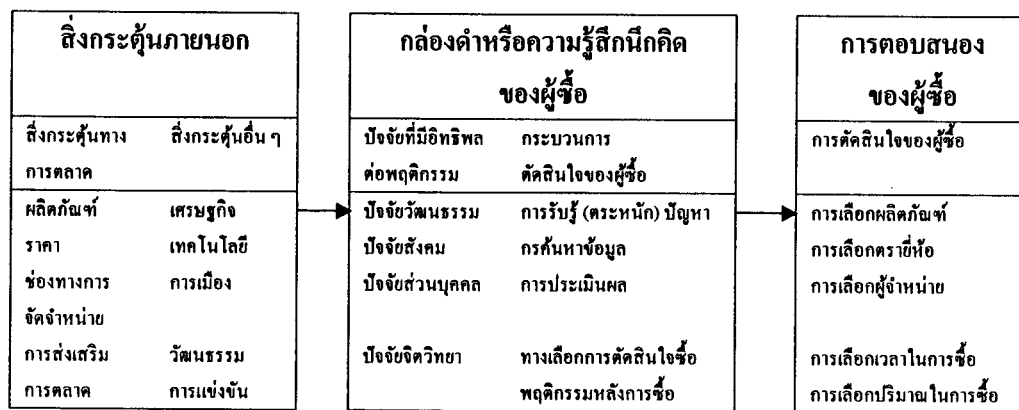 สิ่งกระตุ้นภายนอก
สิ่งกระตุ้นทาง สิ่งกระตุ้นอื่น ๆ
การตลาด
ผลิตภัณฑ์ เศรษฐกิจ
ราคา เทคโนโลยี
ช่องทางการ การเมือง
จัดจำหน่าย
การส่งเสริม วัฒนธรรม
การตลาด การแข่งขัน
กล่องดำหรือความรู้สึกนึกคิด
ของผู้ซื้อ
ปัจจัยที่มีอิทธิพล กระบวนการ
ต่อพฤติกรรม ตัดสินใจของผู้ซื้อ
ปัจจัยวัฒนธรรม การรับรู้ (ตระหนัก) ปัญหา
ปัจจัยสังคม กรค้นหาข้อมูล
ปัจจัยส่วนบุคคล การประเมินผล
ปัจจัยจิตวิทยา ทางเลือกการตัดสินใจซื้อ
พฤติกรรมหลังการซื้อ
การตอบสนอง
ของผู้ซื้อ
การตัดสินใจของผู้ซื้อ
การเลือกผลิตภัณฑ์
การเลือกตรายี่ห้อ
การเลือกผู้จำหน่าย
การเลือกเวลาในการซื้อ
การเลือกปริมาณในการซื้อ